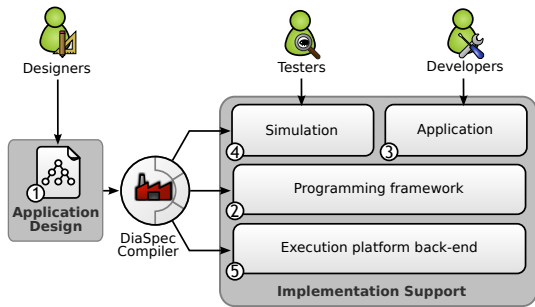 Designers
Testers
Developers
Simulation
4
Application
3
1
Application
Design
DiaSpec
Compiler
Programming framework
2
Execution platform back-end
5
Implementation Support